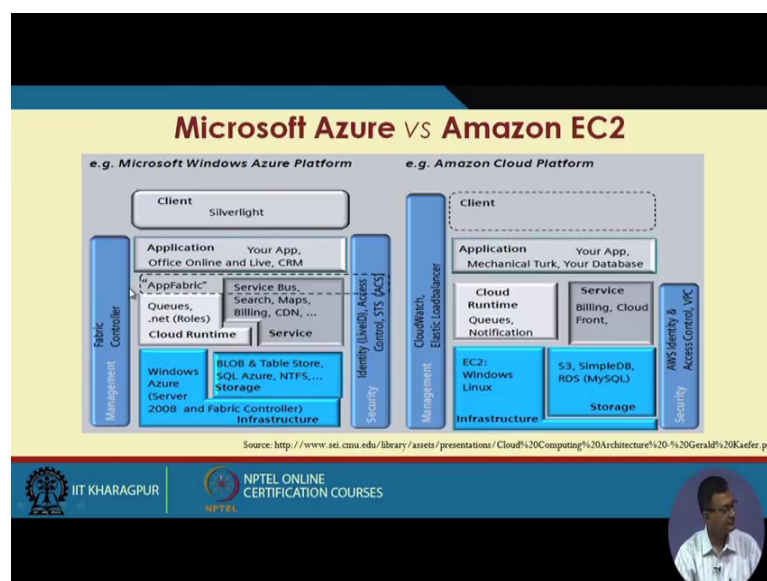 Microsoft Azure vs Amazon EC2
e.g. Microsoft Windows Azure Platform
Client
Silverlight
Application Your App,
Office Online and Live, CRM
"AppFabric"
Queues,
.net (Roles)
Cloud Runtime
Service Bus,
Search, Maps,
Billing, CDN, ...
Service
Windows
Azure
(Server
2008 and Fabric Controller)
BLOB & Table Store,
SQL Azure, NTFS,...
Storage
Infrastructure
Fabric
Controller
Management
Identity (LiveID), Access
Control, STS (ACS)
Security
e.g. Amazon Cloud Platform
Client
Application Your App,
Mechanical Turk, Your Database
Cloud
Runtime
Queues,
Notification
Service
Billing, Cloud
Front,
EC2:
Windows
Linux
Infrastructure
S3, SimpleDB,
RDS (MySQL)
Storage
CloudWatch,
Elastic Loadbalancer
Management
AWS Identity &
Access Control, VPC
Security
Source: http://www.sei.cmu.edu/library/assets/presentations/Cloud%20Computing%20Architecture%20-%20Gerald%20Kaefer.p
IIT KHARAGPUR
NPTEL
NPTEL ONLINE
CERTIFICATION COURSES